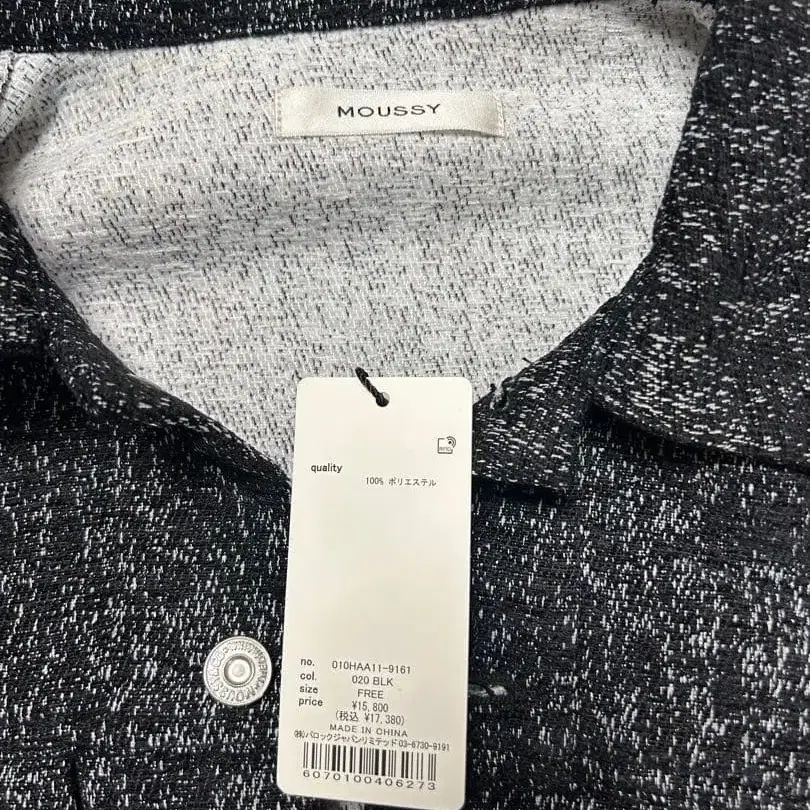 MOUSSY
quality
100% ポリエステル
no. 010HAA11-9161
col. 020 BLK
size FREE
price ¥15,800
(税込 ¥17,380)
MADE IN CHINA
㈱バロックジャパンリミテッド 03-6730-9191
6070100406273